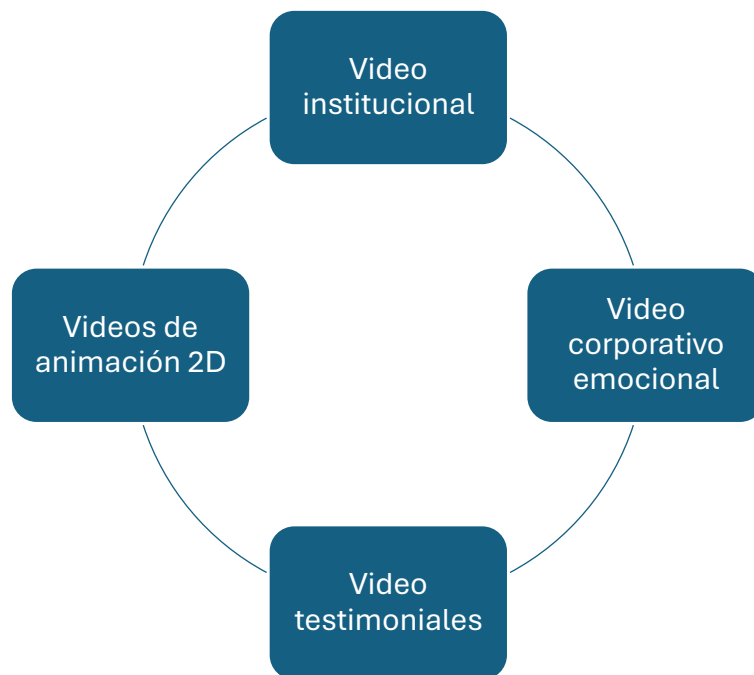 Video
institucional
Video
corporativo
emocional
Video
testimoniales
Videos de
animación 2D